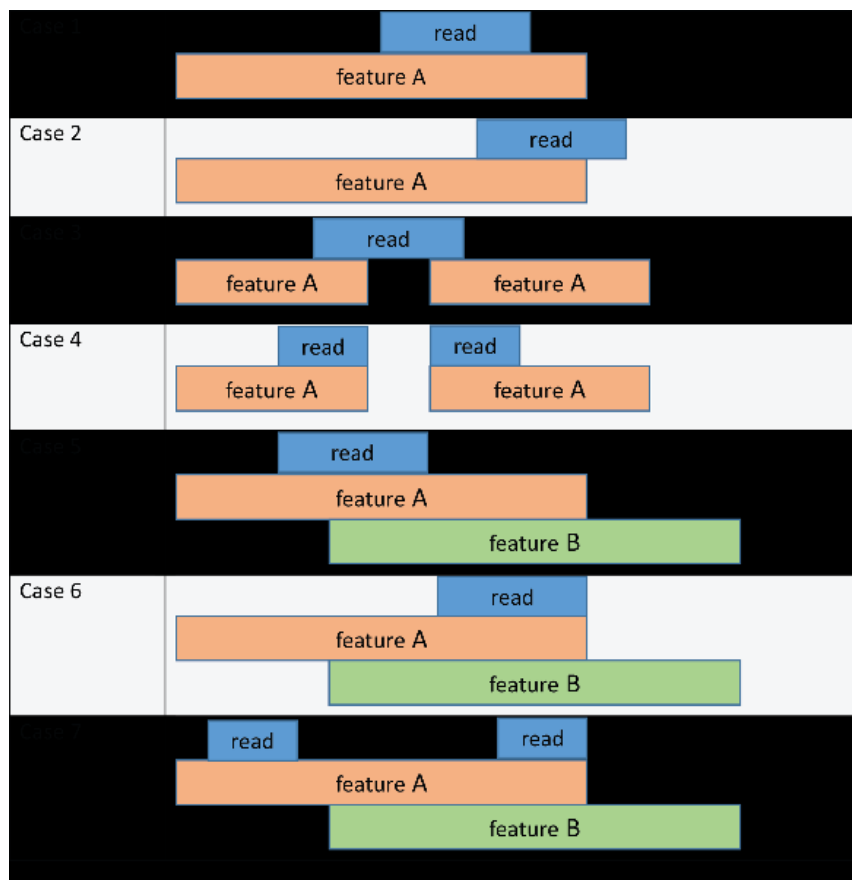 Case 1
read
feature A
Case 2
read
feature A
Case 3
read
feature A feature A
Case 4
read read
feature A feature A
Case 5
read
feature A
feature B
Case 6
read
feature A
feature B
Case 7
read read
feature A
feature B